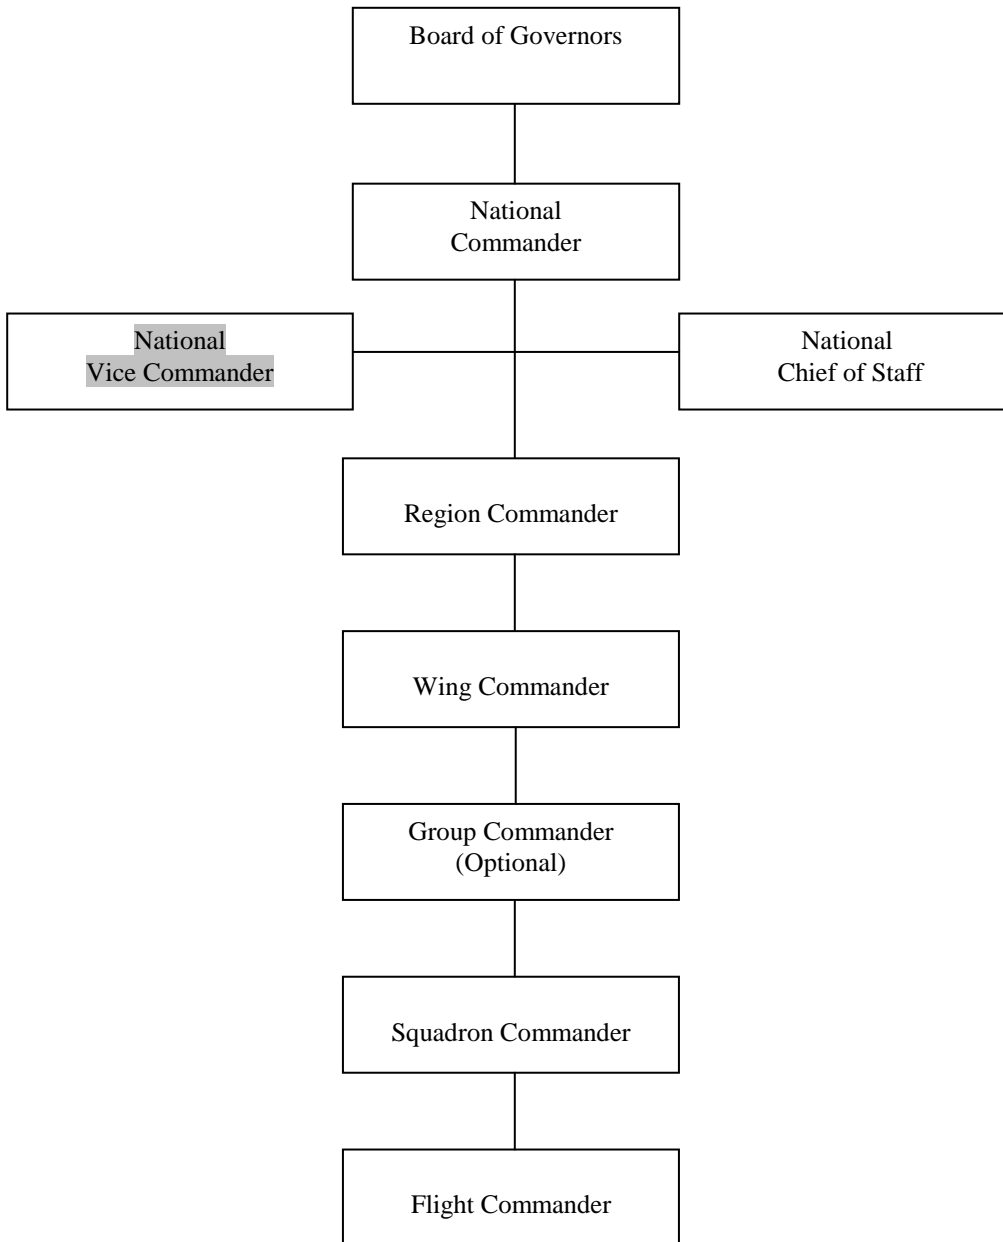 Board of Governors
National
Commander
National
Vice Commander
National
Chief of Staff
Region Commander
Wing Commander
Group Commander
(Optional)
Squadron Commander
Flight Commander